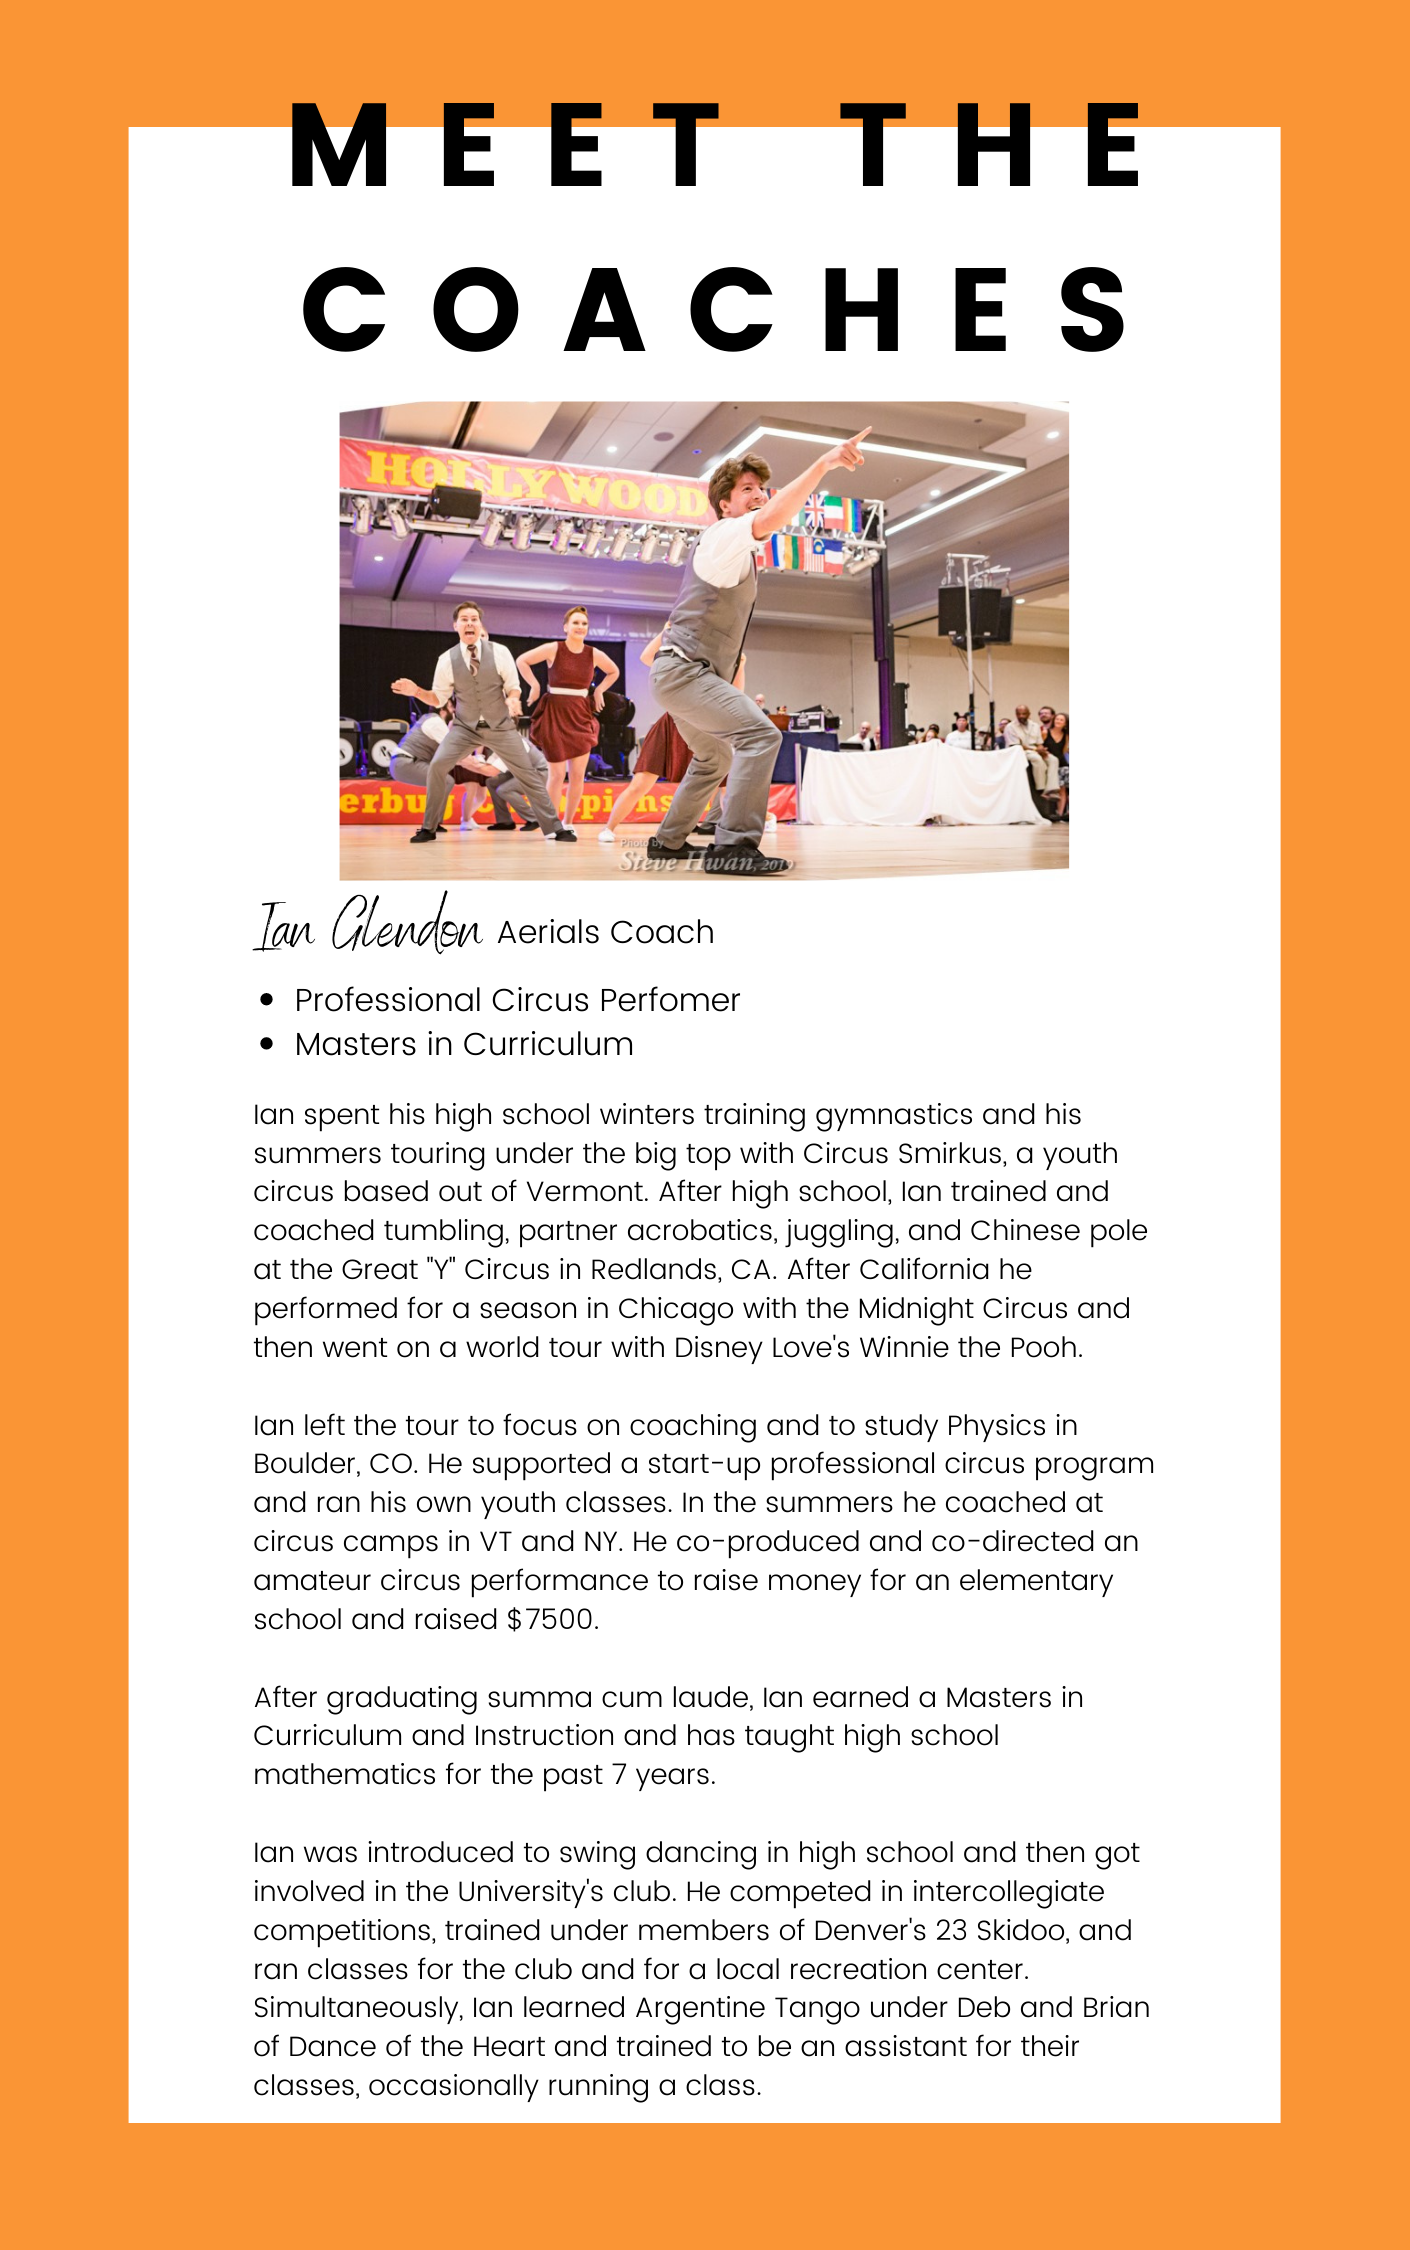 MEET THE
COACHES
HOLLYWOOD
erbug Champions
Photo by
Steve Hwan, 2019
Ian Glendon Aerials Coach
• Professional Circus Perfomer
• Masters in Curriculum
Ian spent his high school winters training gymnastics and his
summers touring under the big top with Circus Smirkus, a youth
circus based out of Vermont. After high school, Ian trained and
coached tumbling, partner acrobatics, juggling, and Chinese pole
at the Great "Y" Circus in Redlands, CA. After California he
performed for a season in Chicago with the Midnight Circus and
then went on a world tour with Disney Love's Winnie the Pooh.
Ian left the tour to focus on coaching and to study Physics in
Boulder, CO. He supported a start-up professional circus program
and ran his own youth classes. In the summers he coached at
circus camps in VT and NY. He co-produced and co-directed an
amateur circus performance to raise money for an elementary
school and raised $7500.
After graduating summa cum laude, Ian earned a Masters in
Curriculum and Instruction and has taught high school
mathematics for the past 7 years.
Ian was introduced to swing dancing in high school and then got
involved in the University's club. He competed in intercollegiate
competitions, trained under members of Denver's 23 Skidoo, and
ran classes for the club and for a local recreation center.
Simultaneously, Ian learned Argentine Tango under Deb and Brian
of Dance of the Heart and trained to be an assistant for their
classes, occasionally running a class.